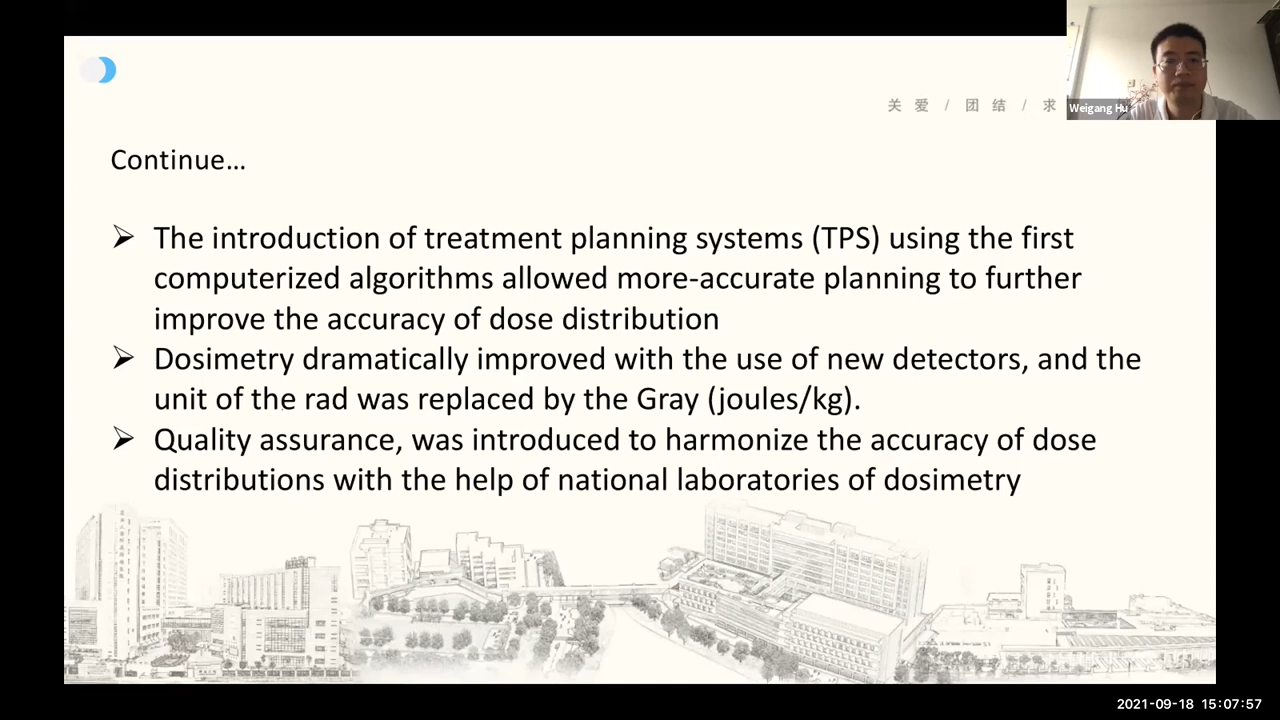 关 爱 / 团 结 / 求
Weigang Hu
Continue…
➢ The introduction of treatment planning systems (TPS) using the first
computerized algorithms allowed more-accurate planning to further
improve the accuracy of dose distribution
➢ Dosimetry dramatically improved with the use of new detectors, and the
unit of the rad was replaced by the Gray (joules/kg).
➢ Quality assurance, was introduced to harmonize the accuracy of dose
distributions with the help of national laboratories of dosimetry
2021-09-18 15:07:57